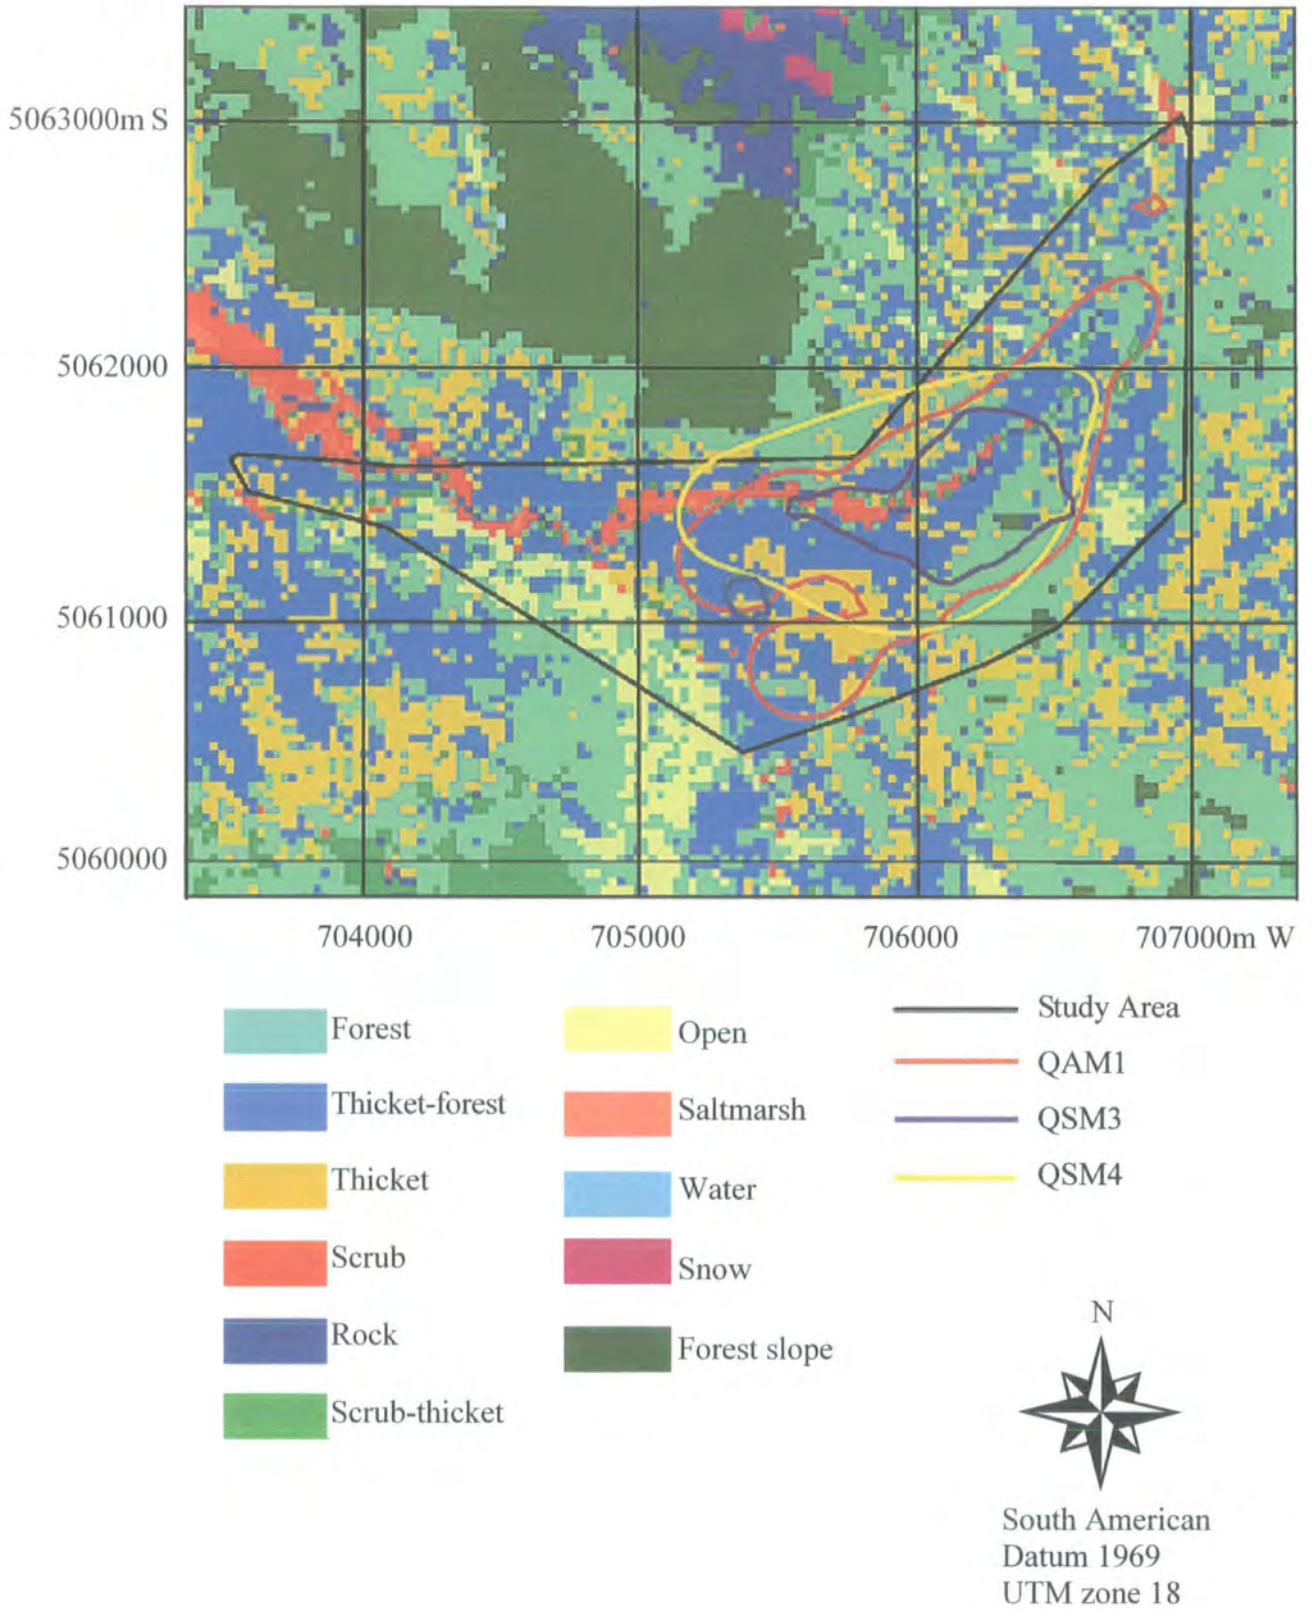 5063000m S
5062000
5061000
5060000
704000
705000
706000
707000m W
Forest
Thicket-forest
Thicket
Scrub
Rock
Scrub-thicket
Open
Saltmarsh
Water
Snow
Forest slope
Study Area
QAM1
QSM3
QSM4
N
South American
Datum 1969
UTM zone 18